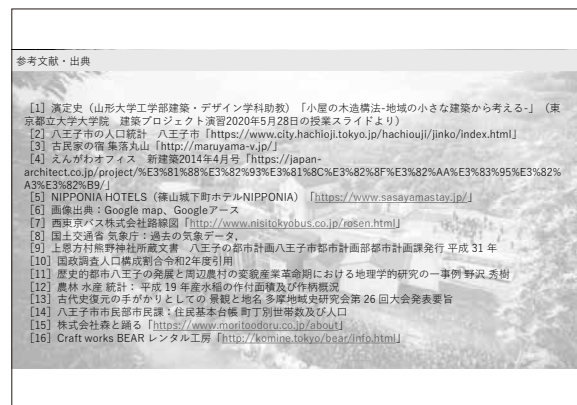 参考文献・出典
［1］濱定史（山形大学工学部建築・デザイン学科助教）「小屋の木造構法-地域の小さな建築から考える-」（東
京都立大学大学院　建築プロジェクト演習2020年5月28日の授業スライドより）
［2］八王子市の人口統計　八王子市「https://www.city.hachioji.tokyo.jp/hachiouji/jinko/index.html」
［3］古民家の宿 集落丸山「http://maruyama-v.jp/」
［4］えんがわオフィス　新建築2014年4月号「https://japan-
architect.co.jp/project/%E3%81%88%E3%82%93%E3%81%8C%E3%82%8F%E3%82%AA%E3%83%95%E3%82%
A3%E3%82%B9/」
［5］NIPPONIA HOTELS（篠山城下町ホテルNIPPONIA）「https://www.sasayamastay.jp/」
［6］画像出典：Google map、Googleアース
［7］西東京バス株式会社路線図「http://www.nisitokyobus.co.jp/rosen.html」
［8］国土交通省 気象庁：過去の気象データ,
［9］上恩方村熊野神社所蔵文書　八王子の都市計画八王子市都市計画部都市計画課発行 平成 31 年
［10］国政調査人口構成割合令和2年度引用
［11］歴史的都市八王子の発展と周辺農村の変貌産業革命期における地理学的研究の一事例 野沢 秀樹
［12］農林 水産 統計： 平成 19 年産水稲の作付面積及び作柄概況
［13］古代史復元の手がかりとしての 景観と地名 多摩地域史研究会第 26 回大会発表要旨
［14］八王子市市民部市民課：住民基本台帳 町丁別世帯数及び人口
［15］株式会社森と踊る「https://www.moritoodoru.co.jp/about」
［16］Craft works BEAR レンタル工房「http://komine.tokyo/bear/info.html」